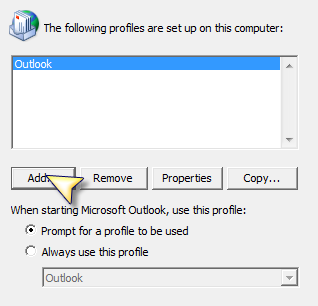 The following profiles are set up on this computer:
Outlook
Add
Remove
Properties
Copy...
When starting Microsoft Outlook, use this profile:
Prompt for a profile to be used
Always use this profile
Outlook